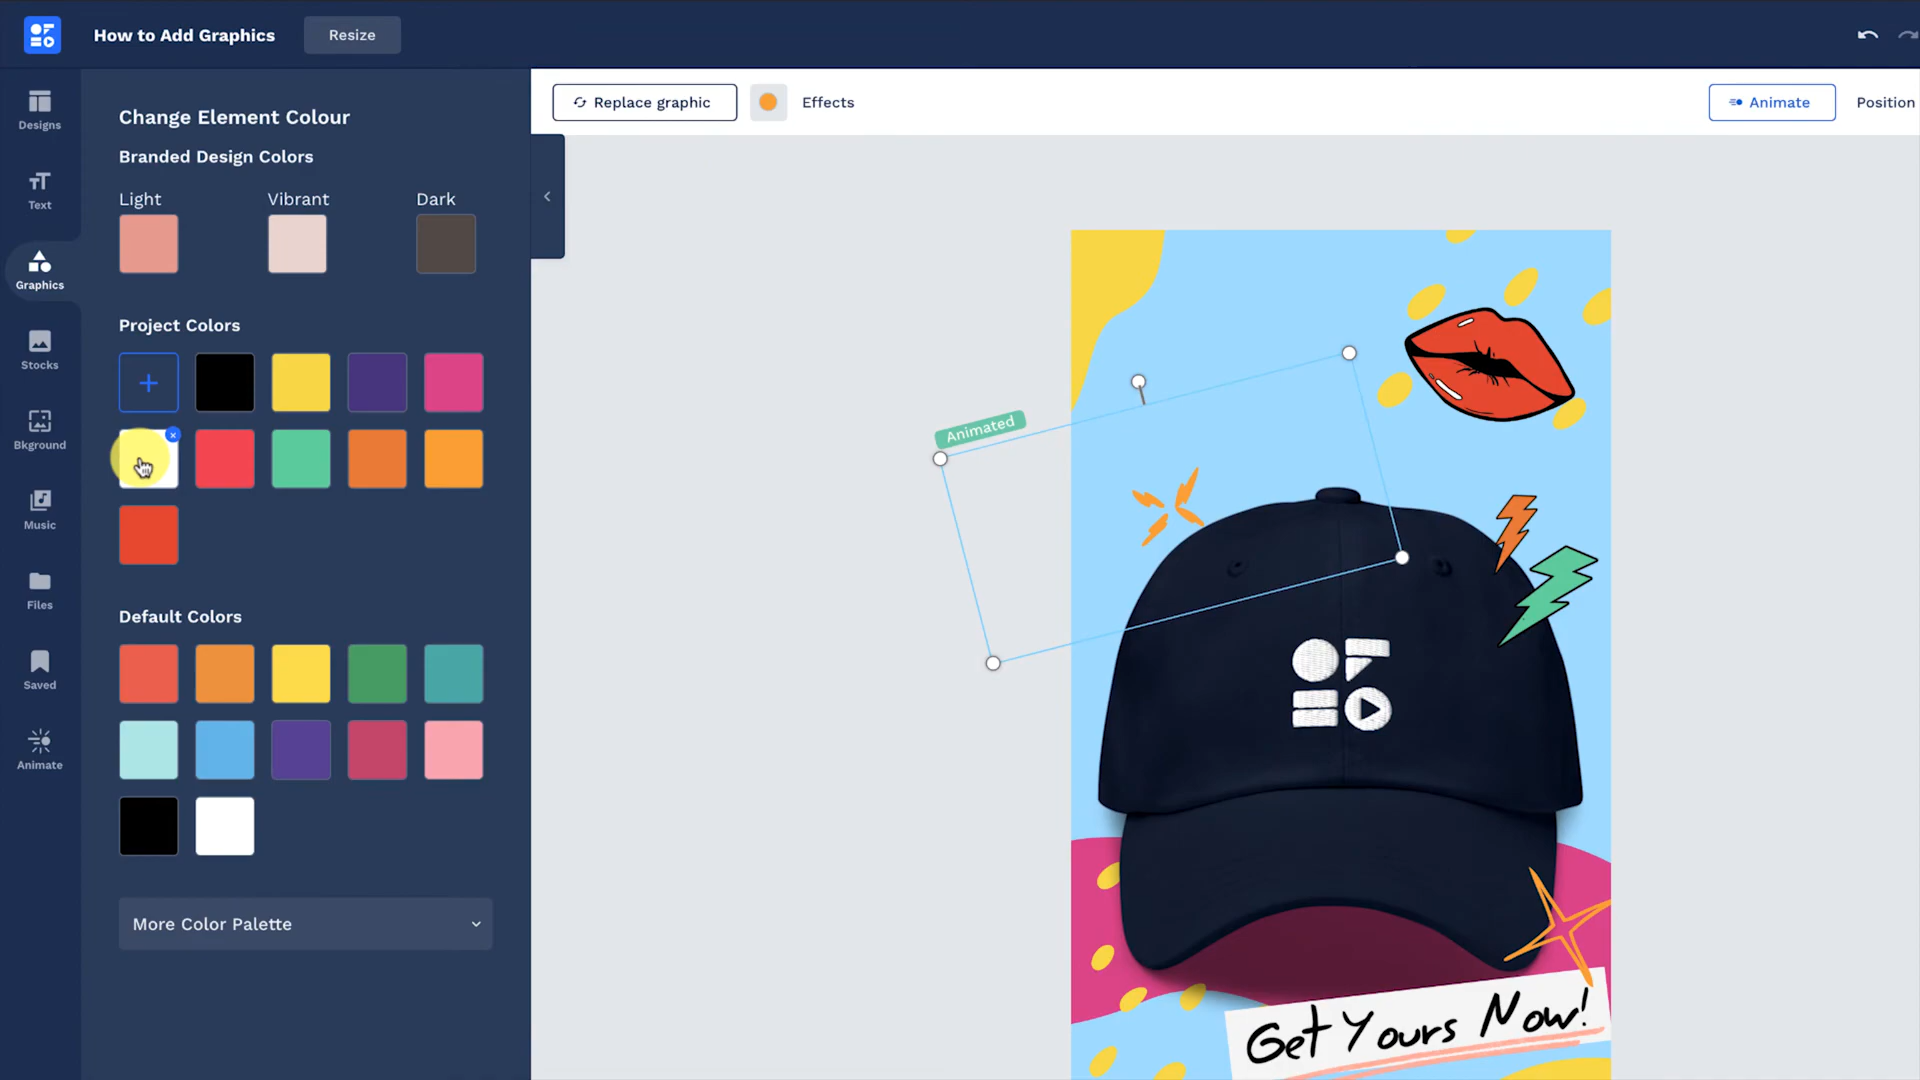 How to Add Graphics
Resize
Designs
Text
Graphics
Stocks
Bkground
Music
Files
Saved
Animate
Change Element Colour
Branded Design Colors
Light
Vibrant
Dark
Project Colors
Default Colors
More Color Palette
Replace graphic
Effects
Animate
Position
Animated
Get Yours Now!